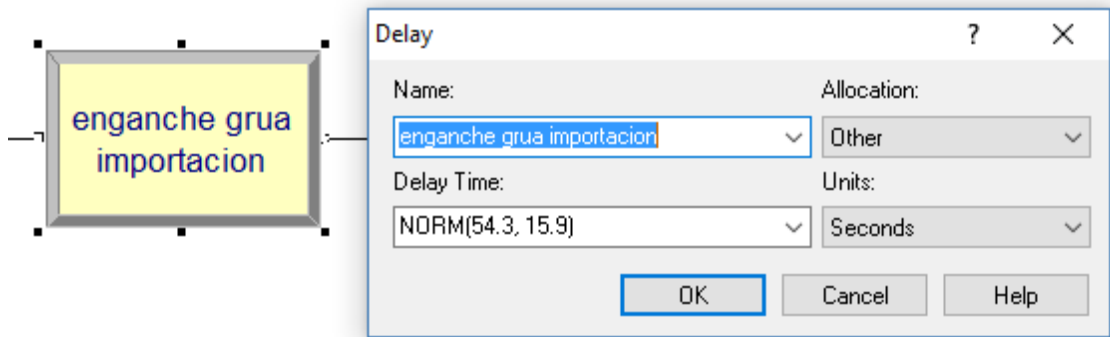 enganche grua
importacion
Delay
?
Name:
Allocation:
enganche grua importacion
Other
Delay Time:
Units:
NORM(54.3, 15.9)
Seconds
OK
Cancel
Help